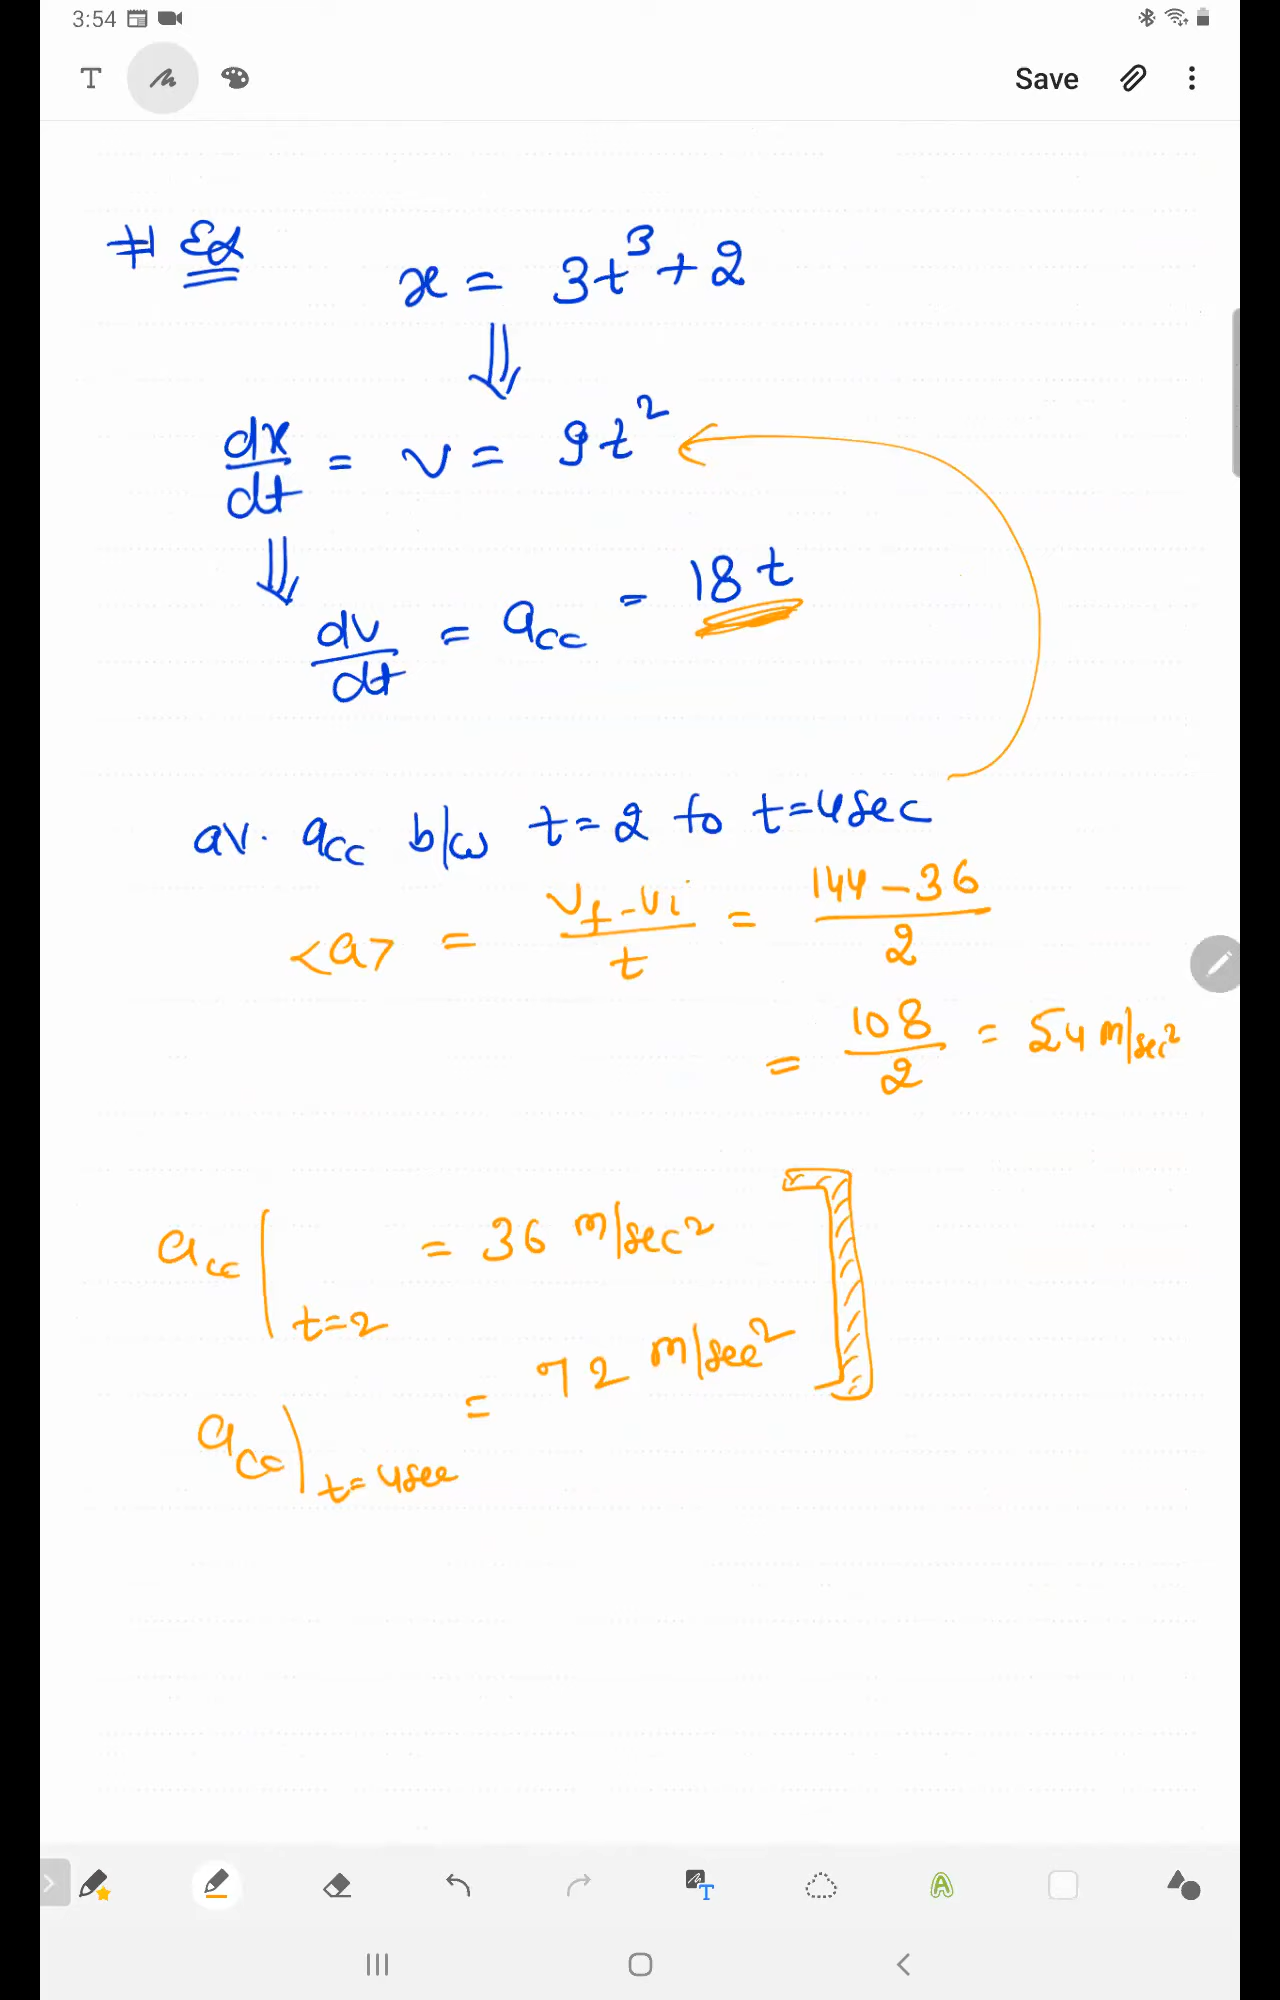 3:54
T Save
# Ex x = 3t³ + 2
⇓
dx/dt = v = 9t²
⇓
dv/dt = acc = 18t
av. acc b/w t=2 to t=4sec
<a> = vf - vi / t = 144 - 36 / 2
= 108 / 2 = 54 m/sec²
acc | t=2 = 36 m/sec²
acc | t=4sec = 72 m/sec²
T A